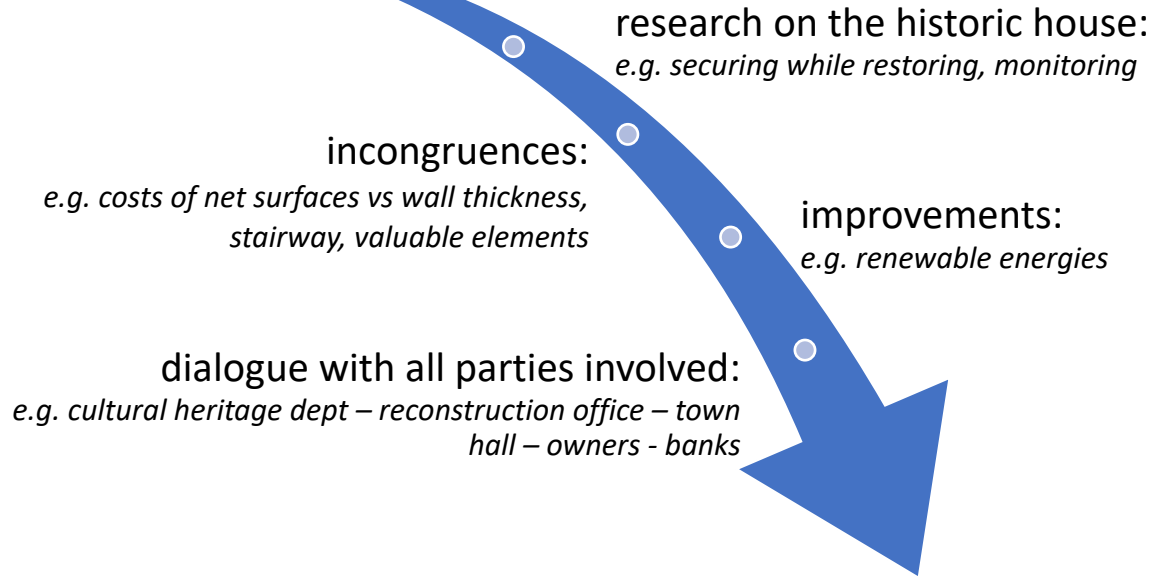 research on the historic house:
e.g. securing while restoring, monitoring
incongruences:
e.g. costs of net surfaces vs wall thickness,
stairway, valuable elements
improvements:
e.g. renewable energies
dialogue with all parties involved:
e.g. cultural heritage dept – reconstruction office – town
hall – owners - banks